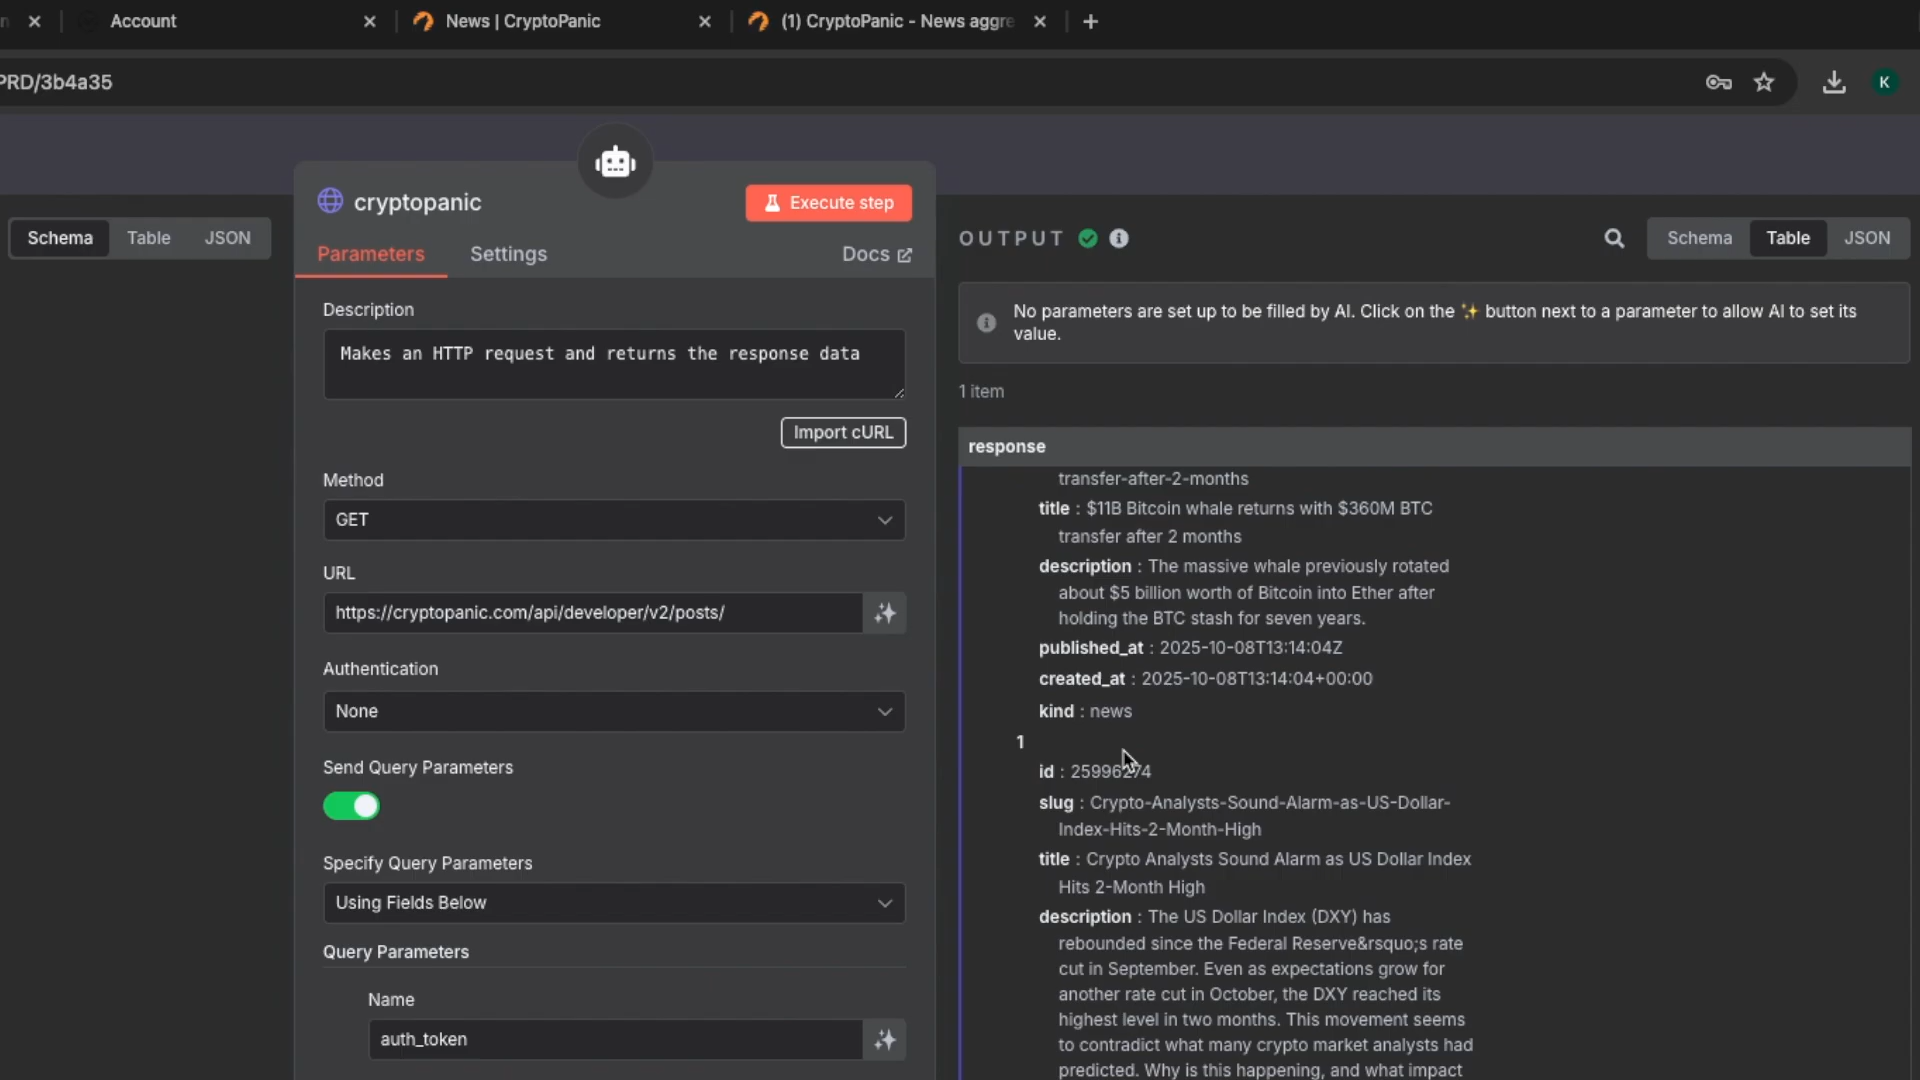 Account
News | CryptoPanic
(1) CryptoPanic - News aggre
PRD/3b4a35
K
Schema
Table
JSON
cryptopanic
Execute step
Parameters
Settings
Docs
Description
Makes an HTTP request and returns the response data
Import cURL
Method
GET
URL
https://cryptopanic.com/api/developer/v2/posts/
Authentication
None
Send Query Parameters
Specify Query Parameters
Using Fields Below
Query Parameters
Name
auth_token
OUTPUT
Schema
Table
JSON
No parameters are set up to be filled by AI. Click on the ✨ button next to a parameter to allow AI to set its
value.
1 item
response
transfer-after-2-months
title : $11B Bitcoin whale returns with $360M BTC
transfer after 2 months
description : The massive whale previously rotated
about $5 billion worth of Bitcoin into Ether after
holding the BTC stash for seven years.
published_at : 2025-10-08T13:14:04Z
created_at : 2025-10-08T13:14:04+00:00
kind : news
1
id : 25996274
slug : Crypto-Analysts-Sound-Alarm-as-US-Dollar-
Index-Hits-2-Month-High
title : Crypto Analysts Sound Alarm as US Dollar Index
Hits 2-Month High
description : The US Dollar Index (DXY) has
rebounded since the Federal Reserve&rsquo;s rate
cut in September. Even as expectations grow for
another rate cut in October, the DXY reached its
highest level in two months. This movement seems
to contradict what many crypto market analysts had
predicted. Why is this happening, and what impact